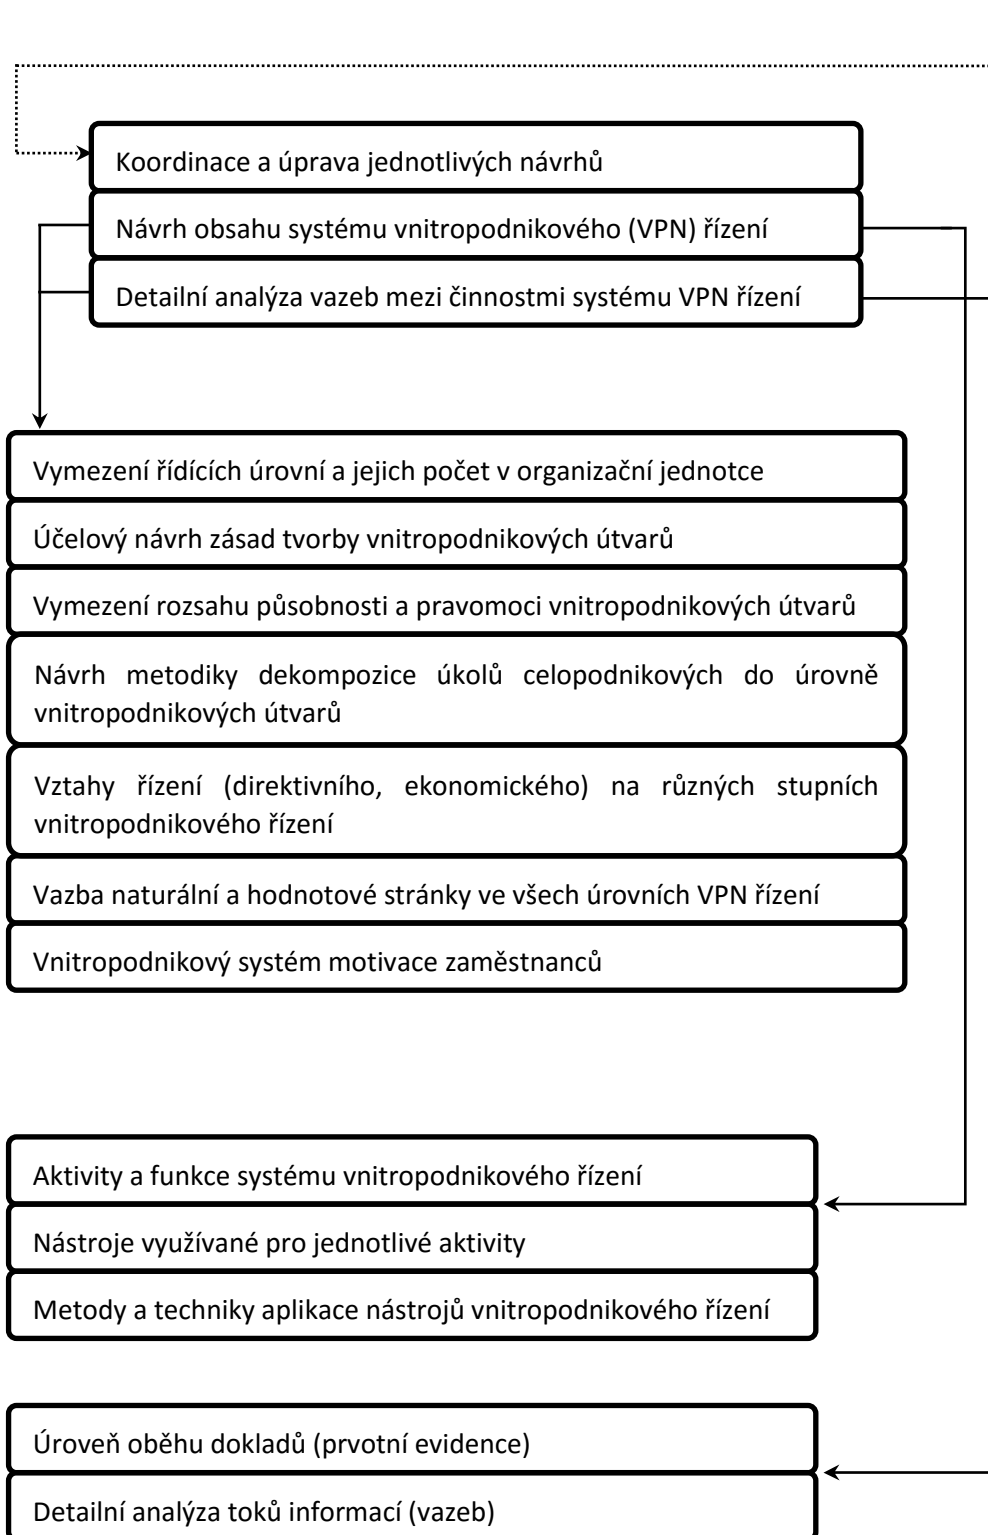 Koordinace a úprava jednotlivých návrhů
Návrh obsahu systému vnitropodnikového (VPN) řízení
Detailní analýza vazeb mezi činnostmi systému VPN řízení
Vymezení řídících úrovní a jejich počet v organizační jednotce
Účelový návrh zásad tvorby vnitropodnikových útvarů
Vymezení rozsahu působnosti a pravomoci vnitropodnikových útvarů
Návrh metodiky dekompozice úkolů celopodnikových do úrovně
vnitropodnikových útvarů
Vztahy řízení (direktivního, ekonomického) na různých stupních
vnitropodnikového řízení
Vazba naturální a hodnotové stránky ve všech úrovních VPN řízení
Vnitropodnikový systém motivace zaměstnanců
Aktivity a funkce systému vnitropodnikového řízení
Nástroje využívané pro jednotlivé aktivity
Metody a techniky aplikace nástrojů vnitropodnikového řízení
Úroveň oběhu dokladů (prvotní evidence)
Detailní analýza toků informací (vazeb)